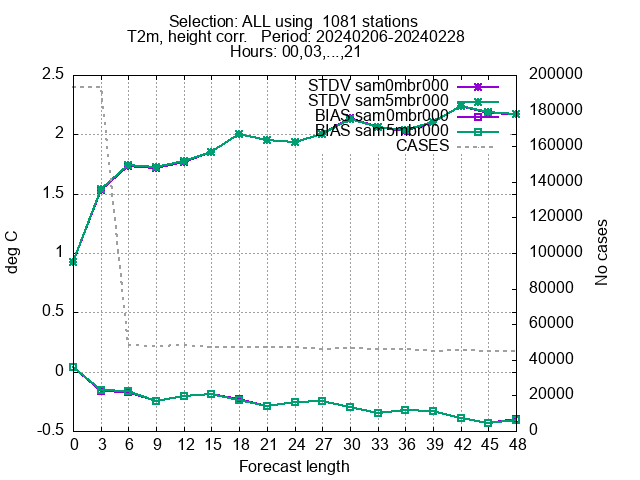 Selection: ALL using  1081 stations
T2m, height corr.   Period: 20240206-20240228
Hours: 00,03,...,21
STDV sam0mbr000
STDV sam5mbr000
BIAS sam0mbr000
BIAS sam5mbr000
CASES
2.5
2
1.5
1
0.5
0
-0.5
deg C
200000
180000
160000
140000
120000
100000
80000
60000
40000
20000
0
No cases
0 3 6 9 12 15 18 21 24 27 30 33 36 39 42 45 48
Forecast length